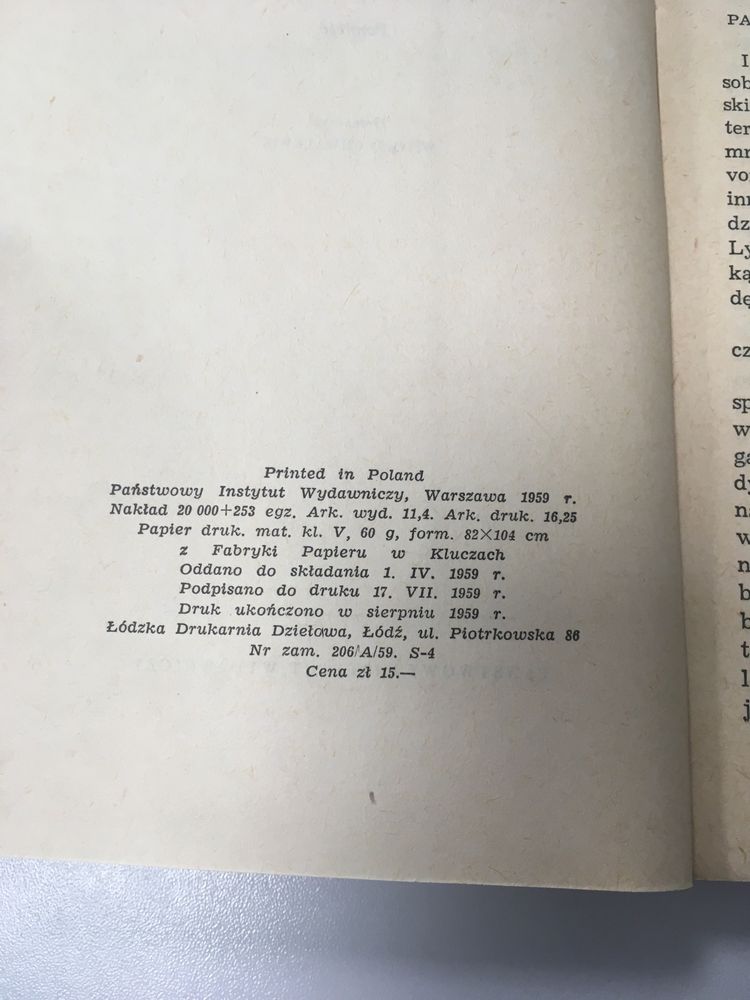 Printed in Poland
Państwowy Instytut Wydawniczy, Warszawa 1959 r.
Nakład 20 000+253 egz. Ark. wyd. 11,4. Ark. druk. 16,25
Papier druk. mat. kl. V, 60 g, form. 82×104 cm
z Fabryki Papieru w Kluczach
Oddano do składania 1. IV. 1959 r.
Podpisano do druku 17. VII. 1959 r.
Druk ukończono w sierpniu 1959 r.
Łódzka Drukarnia Dziełowa, Łódź, ul. Piotrkowska 86
Nr zam. 206/A/59. S-4
Cena zł 15.—